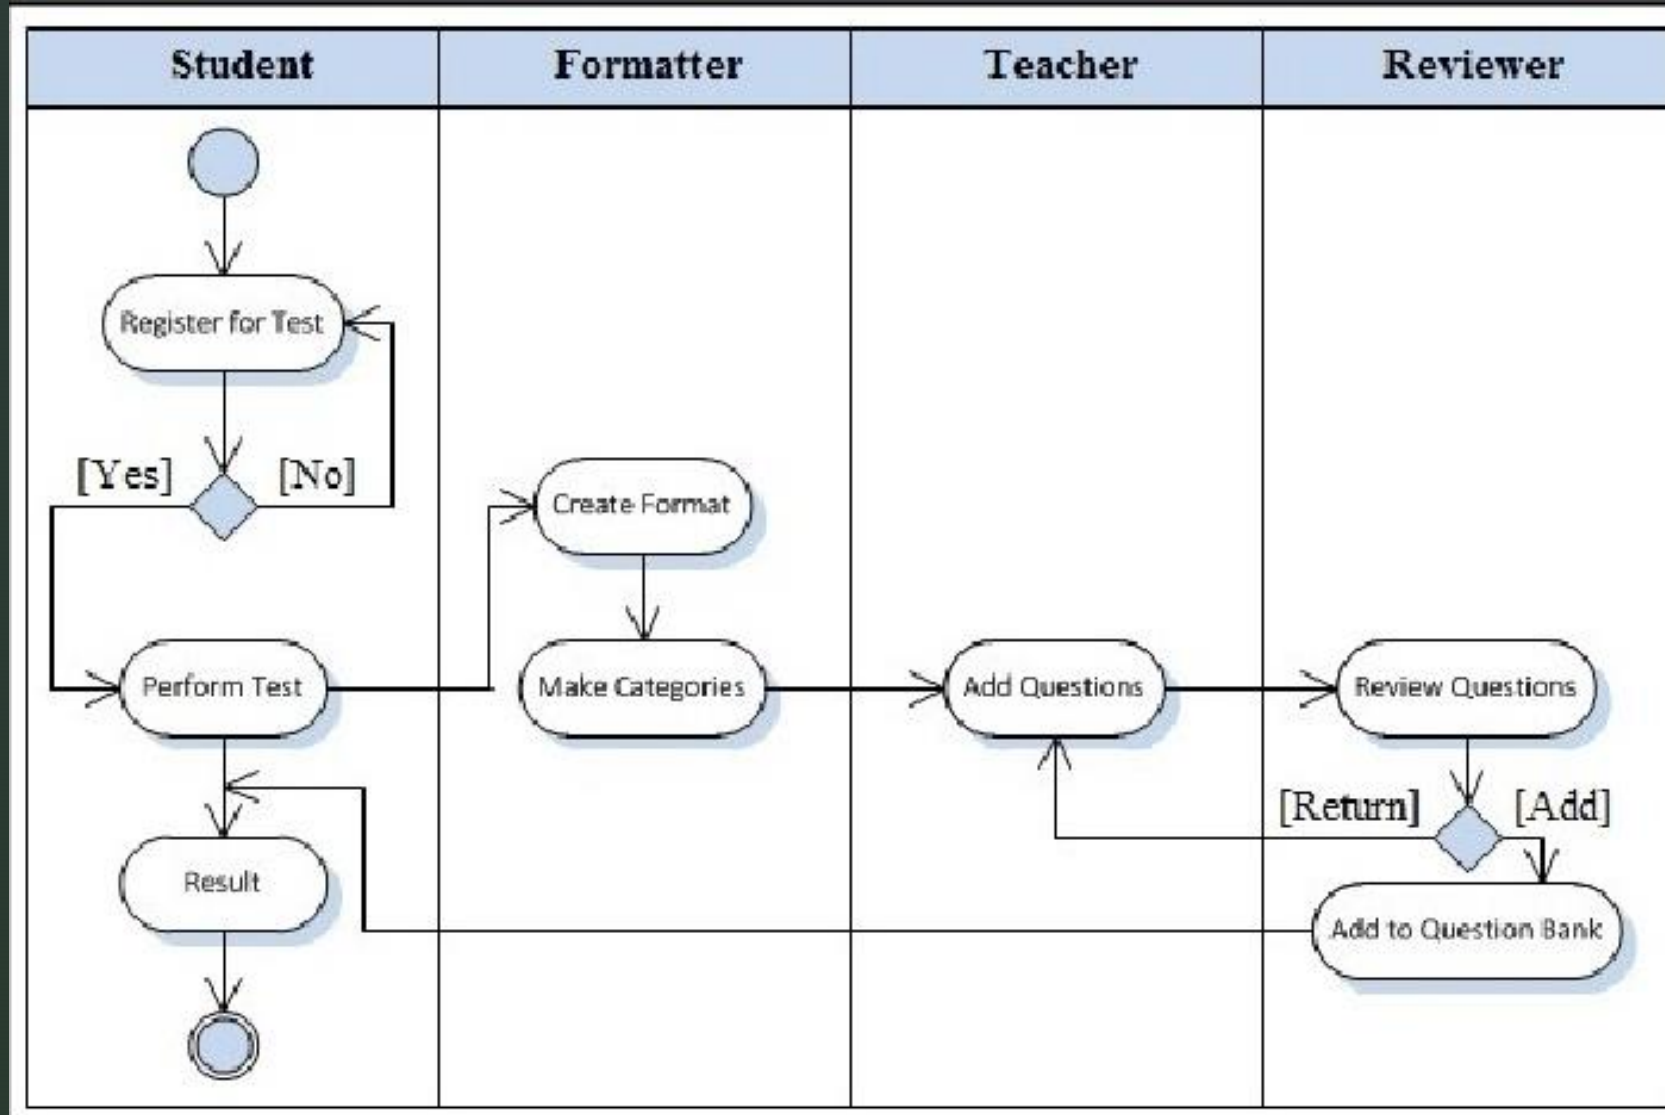 Student
Formatter
Teacher
Reviewer
Register for Test
[Yes]
[No]
Create Format
Perform Test
Make Categories
Add Questions
Review Questions
[Return]
[Add]
Result
Add to Question Bank